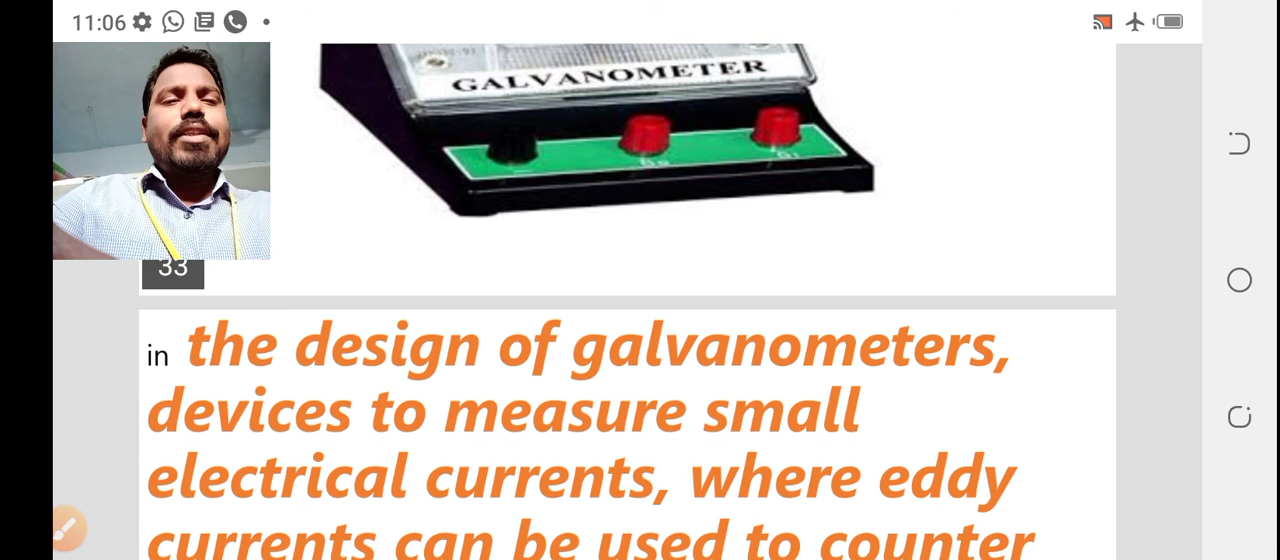 11:06
GALVANOMETER
33
in the design of galvanometers,
devices to measure small
electrical currents, where eddy
currents can be used to counter